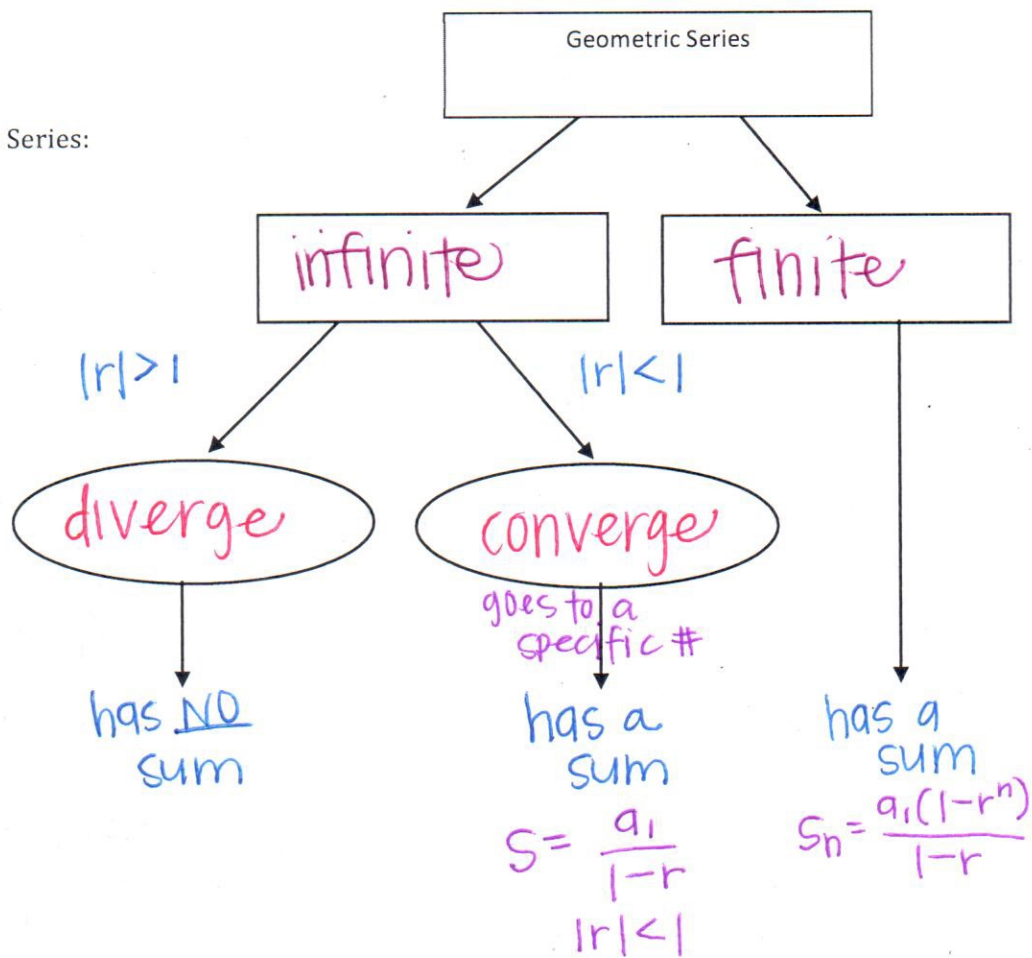 Geometric Series
Series:
infinite
finite
|r|>1
|r|<1
diverge
converge
goes to a
specific #
has NO
sum
has a
sum
S = a₁/(1-r)
|r|<1
has a
sum
Sₙ = a₁(1-rⁿ)/(1-r)